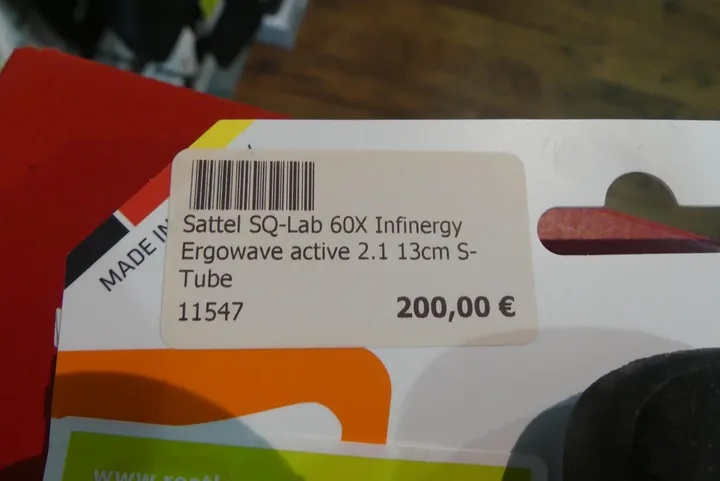 MADE IN
Sattel SQ-Lab 60X Infinergy
Ergowave active 2.1 13cm S-
Tube
11547 200,00 €